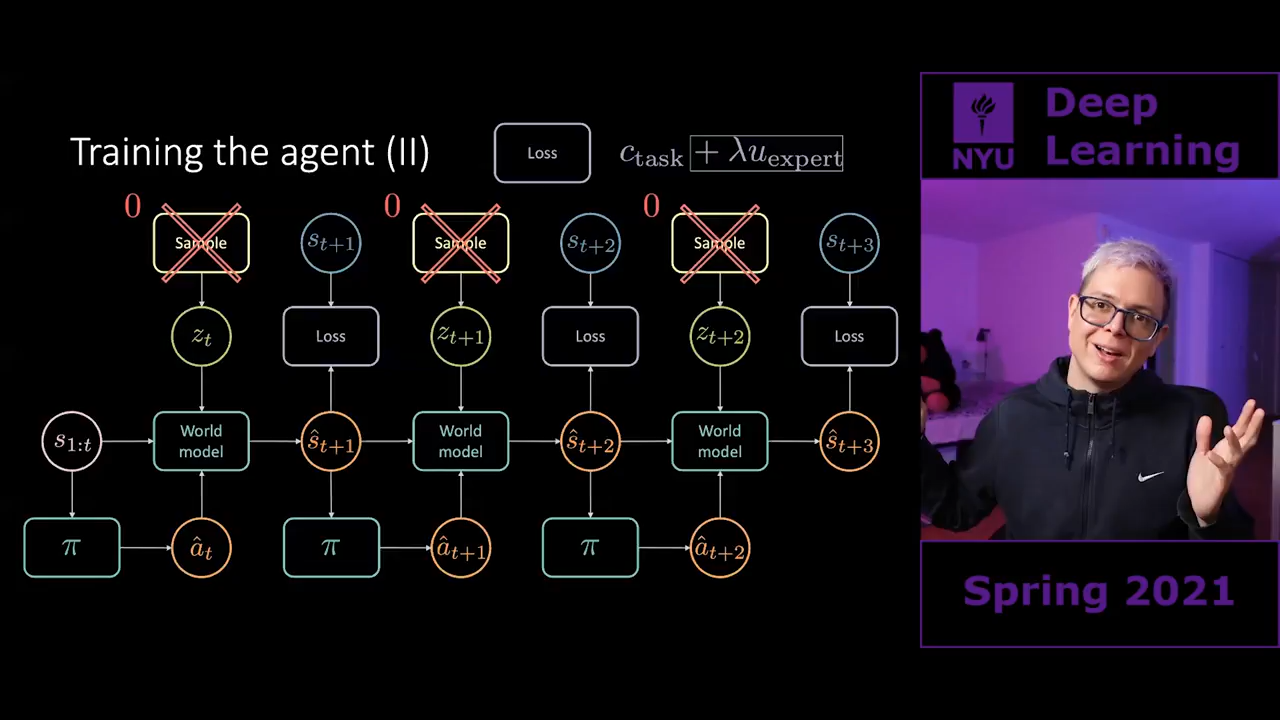 Training the agent (II)
Loss
c_task + λu_expert
0
Sample
s_{t+1}
0
Sample
s_{t+2}
0
Sample
s_{t+3}
z_t
Loss
z_{t+1}
Loss
z_{t+2}
Loss
s_{1:t}
World
model
ŝ_{t+1}
World
model
ŝ_{t+2}
World
model
ŝ_{t+3}
π
â_t
π
â_{t+1}
π
â_{t+2}
NYU
Deep
Learning
Spring 2021